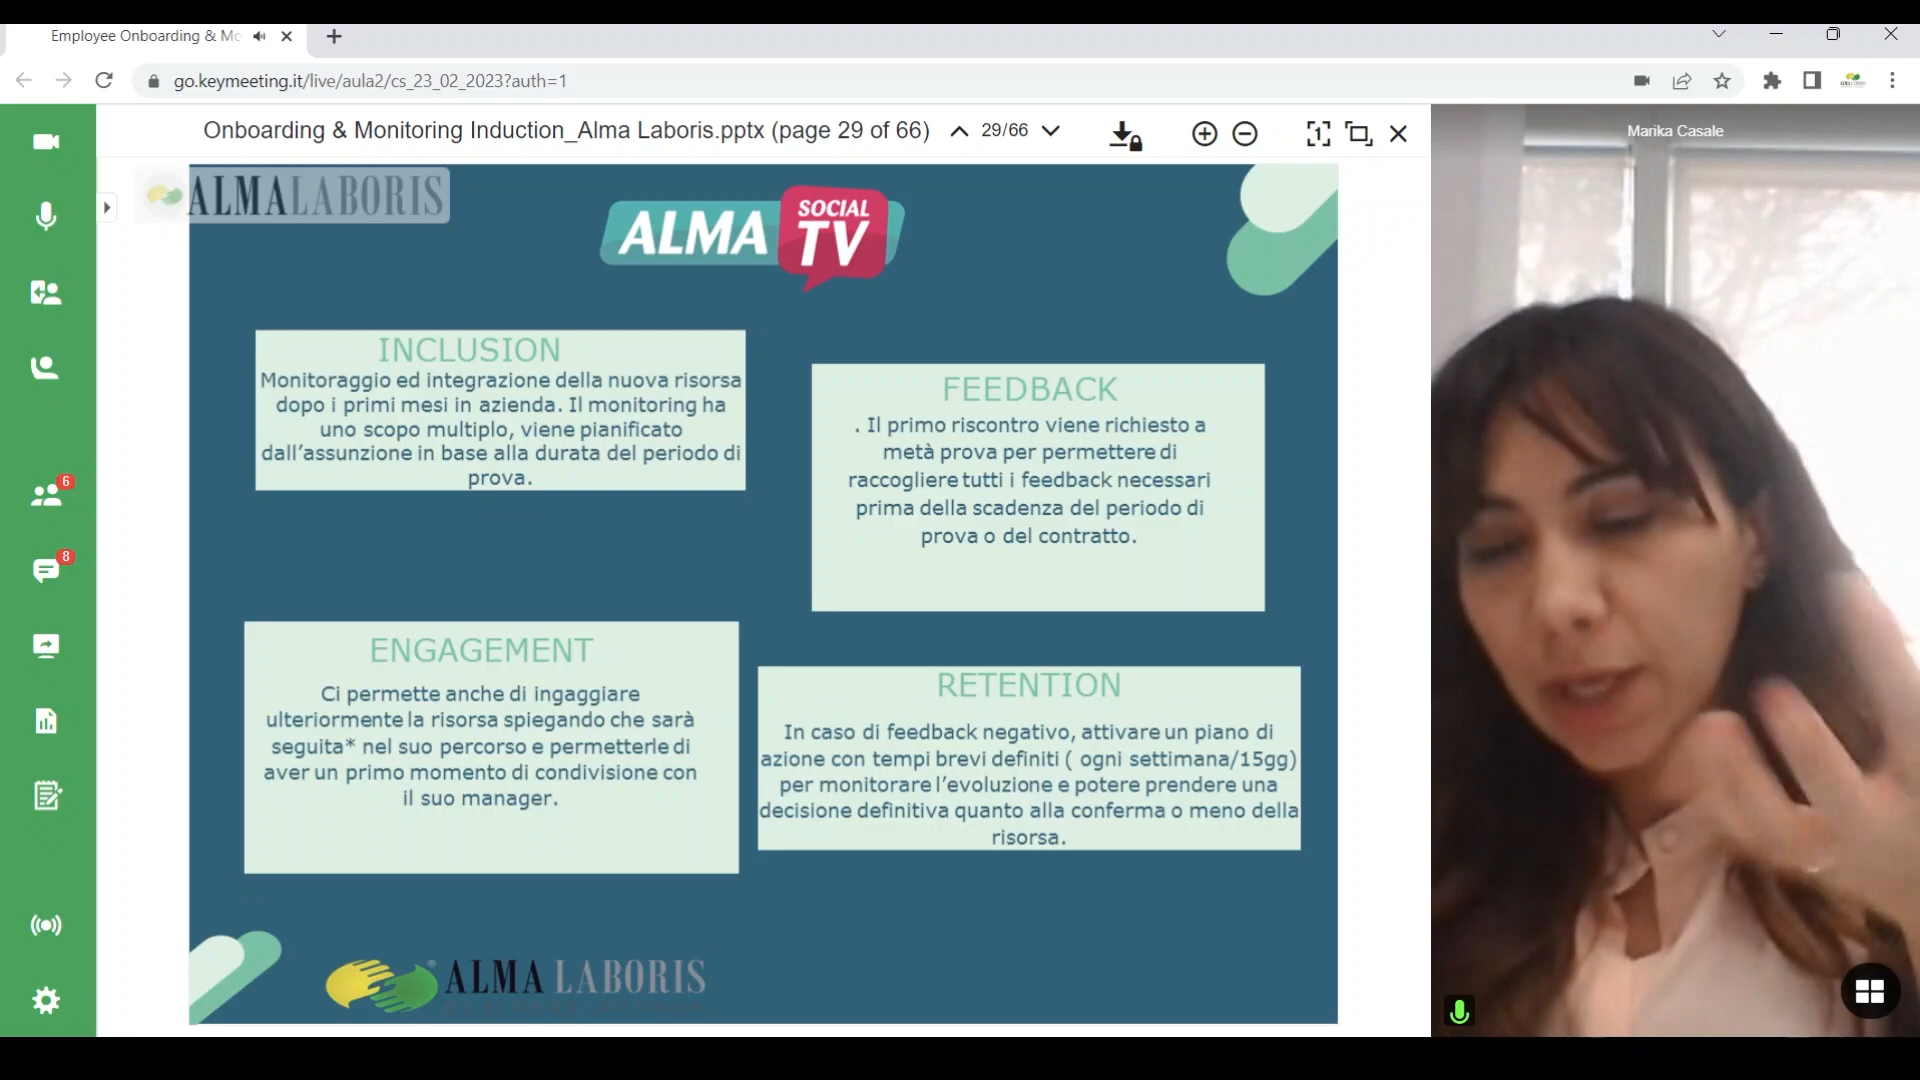 Employee Onboarding & Mo
go.keymeeting.it/live/aula2/cs_23_02_2023?auth=1
Onboarding & Monitoring Induction_Alma Laboris.pptx (page 29 of 66)
29/66
1
Marika Casale
ALMALABORIS
ALMA SOCIAL TV
INCLUSION
Monitoraggio ed integrazione della nuova risorsa
dopo i primi mesi in azienda. Il monitoring ha
uno scopo multiplo, viene pianificato
dall'assunzione in base alla durata del periodo di
prova.
FEEDBACK
. Il primo riscontro viene richiesto a
metà prova per permettere di
raccogliere tutti i feedback necessari
prima della scadenza del periodo di
prova o del contratto.
6
8
ENGAGEMENT
Ci permette anche di ingaggiare
ulteriormente la risorsa spiegando che sarà
seguita* nel suo percorso e permetterle di
aver un primo momento di condivisione con
il suo manager.
RETENTION
In caso di feedback negativo, attivare un piano di
azione con tempi brevi definiti ( ogni settimana/15gg)
per monitorare l'evoluzione e potere prendere una
decisione definitiva quanto alla conferma o meno della
risorsa.
® ALMA LABORIS